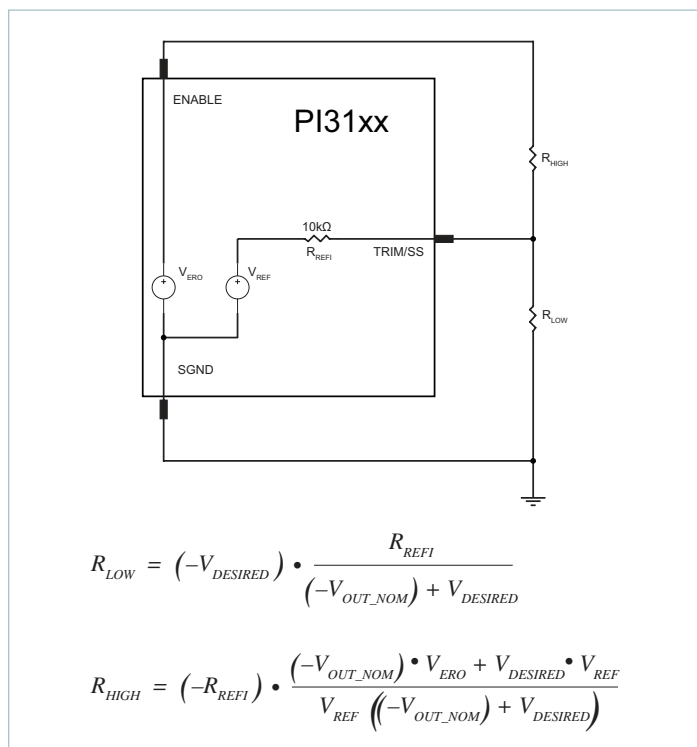 ENABLE
PI31xx
R_HIGH
10kΩ
R_REFI
TRIM/SS
V_ERO
V_REF
R_LOW
SGND
R_LOW = (–V_DESIRED) • R_REFI / ((–V_OUT_NOM) + V_DESIRED)
R_HIGH = (–R_REFI) • ((–V_OUT_NOM) • V_ERO + V_DESIRED • V_REF) / (V_REF ((–V_OUT_NOM) + V_DESIRED))